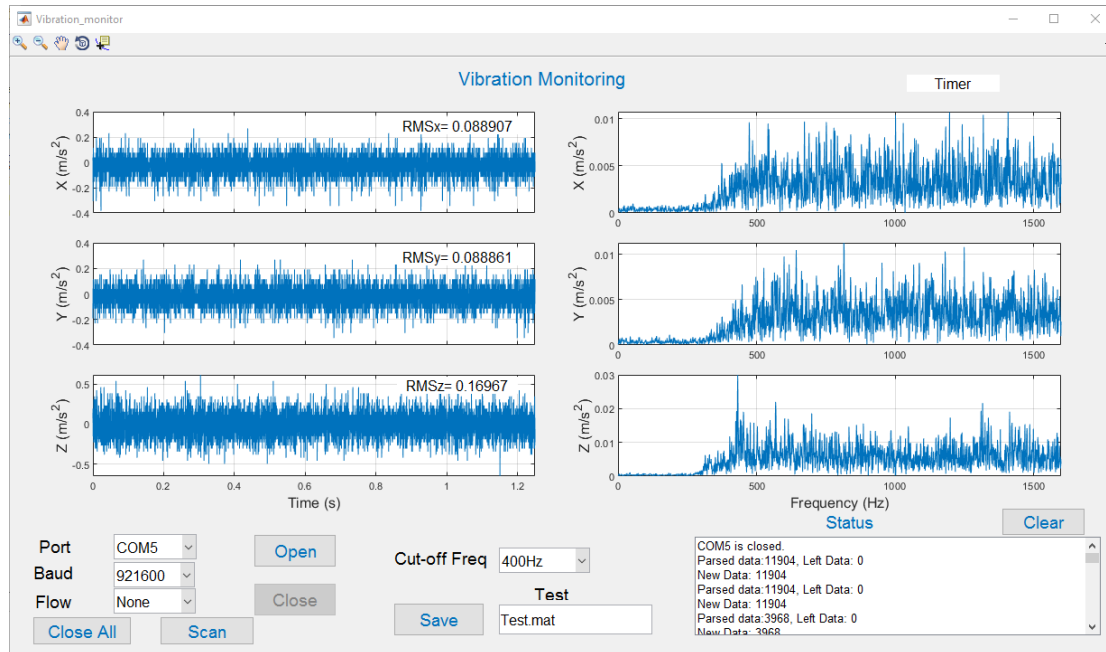 Vibration_monitor
Vibration Monitoring
Timer
RMSx= 0.088907
X (m/s²)
0.4
0.2
0
-0.2
-0.4
X (m/s²)
0.01
0.005
0
0 500 1000 1500
RMSy= 0.088861
Y (m/s²)
0.4
0.2
0
-0.2
-0.4
Y (m/s²)
0.01
0.005
0
0 500 1000 1500
RMSz= 0.16967
Z (m/s²)
0.5
0
-0.5
0 0.2 0.4 0.6 0.8 1 1.2
Time (s)
Z (m/s²)
0.03
0.02
0.01
0
0 500 1000 1500
Frequency (Hz)
Status
Clear
Port COM5
Baud 921600
Flow None
Open
Close
Close All
Scan
Cut-off Freq 400Hz
Test
Save
Test.mat
COM5 is closed.
Parsed data:11904, Left Data: 0
New Data: 11904
Parsed data:11904, Left Data: 0
New Data: 11904
Parsed data:3968, Left Data: 0
New Data: 3968